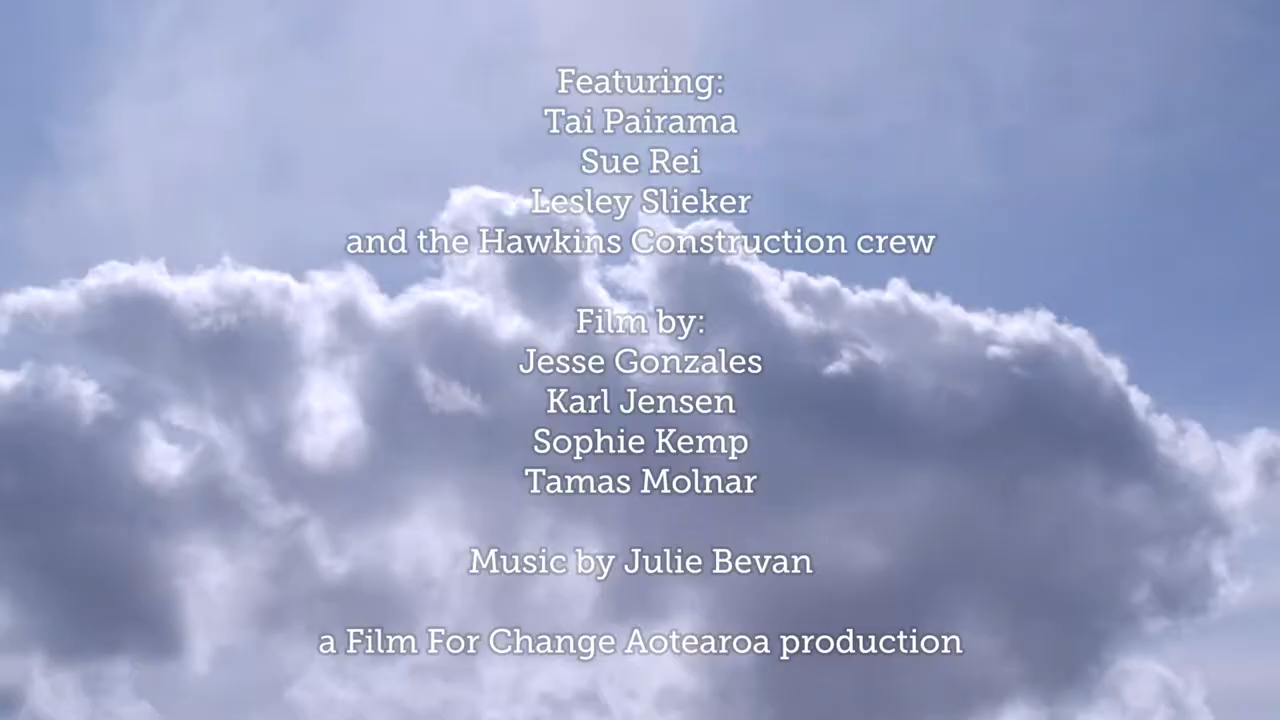 Featuring:
Tai Pairama
Sue Rei
Lesley Slieker
and the Hawkins Construction crew
Film by:
Jesse Gonzales
Karl Jensen
Sophie Kemp
Tamas Molnar
Music by Julie Bevan
a Film For Change Aotearoa production